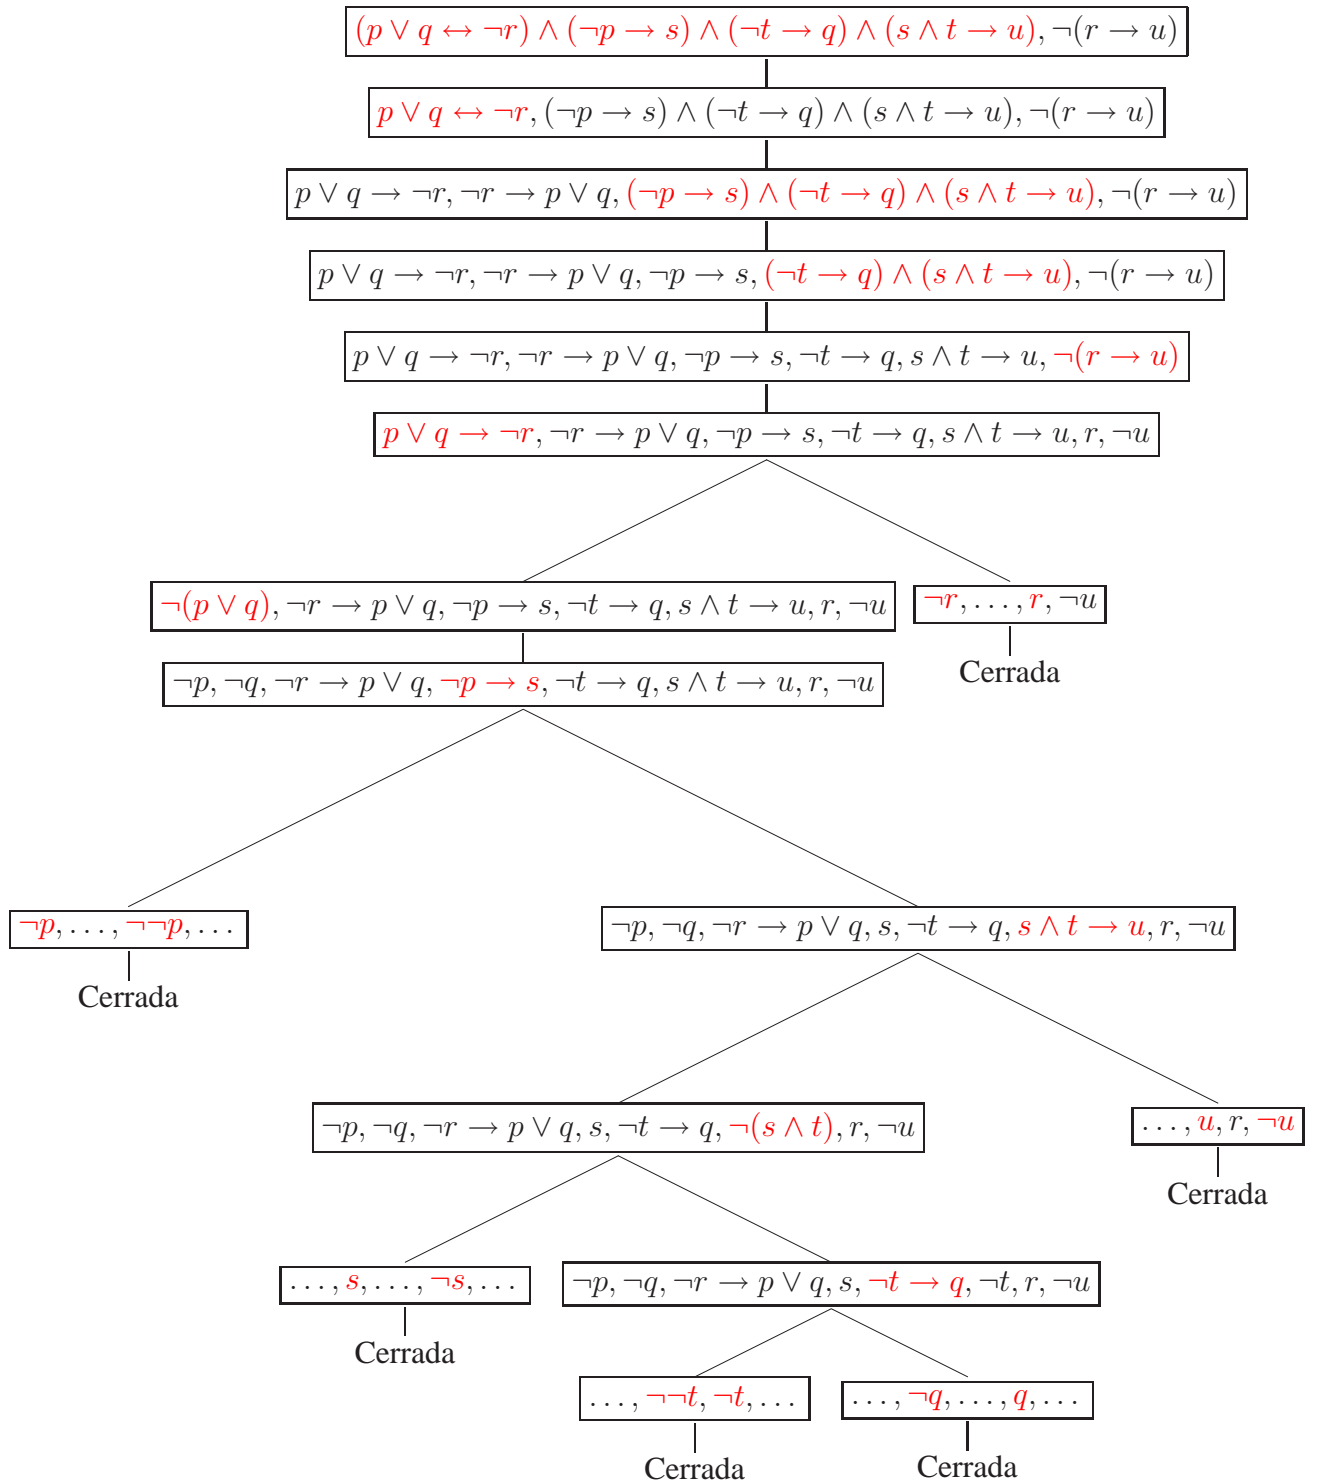 (p ∨ q ↔ ¬r) ∧ (¬p → s) ∧ (¬t → q) ∧ (s ∧ t → u), ¬(r → u)
p ∨ q ↔ ¬r, (¬p → s) ∧ (¬t → q) ∧ (s ∧ t → u), ¬(r → u)
p ∨ q → ¬r, ¬r → p ∨ q, (¬p → s) ∧ (¬t → q) ∧ (s ∧ t → u), ¬(r → u)
p ∨ q → ¬r, ¬r → p ∨ q, ¬p → s, (¬t → q) ∧ (s ∧ t → u), ¬(r → u)
p ∨ q → ¬r, ¬r → p ∨ q, ¬p → s, ¬t → q, s ∧ t → u, ¬(r → u)
p ∨ q → ¬r, ¬r → p ∨ q, ¬p → s, ¬t → q, s ∧ t → u, r, ¬u
¬(p ∨ q), ¬r → p ∨ q, ¬p → s, ¬t → q, s ∧ t → u, r, ¬u
¬r, . . . , r, ¬u
Cerrada
¬p, ¬q, ¬r → p ∨ q, ¬p → s, ¬t → q, s ∧ t → u, r, ¬u
¬p, . . . , ¬¬p, . . .
Cerrada
¬p, ¬q, ¬r → p ∨ q, s, ¬t → q, s ∧ t → u, r, ¬u
¬p, ¬q, ¬r → p ∨ q, s, ¬t → q, ¬(s ∧ t), r, ¬u
. . . , u, r, ¬u
Cerrada
. . . , s, . . . , ¬s, . . .
Cerrada
¬p, ¬q, ¬r → p ∨ q, s, ¬t → q, ¬t, r, ¬u
. . . , ¬¬t, ¬t, . . .
Cerrada
. . . , ¬q, . . . , q, . . .
Cerrada